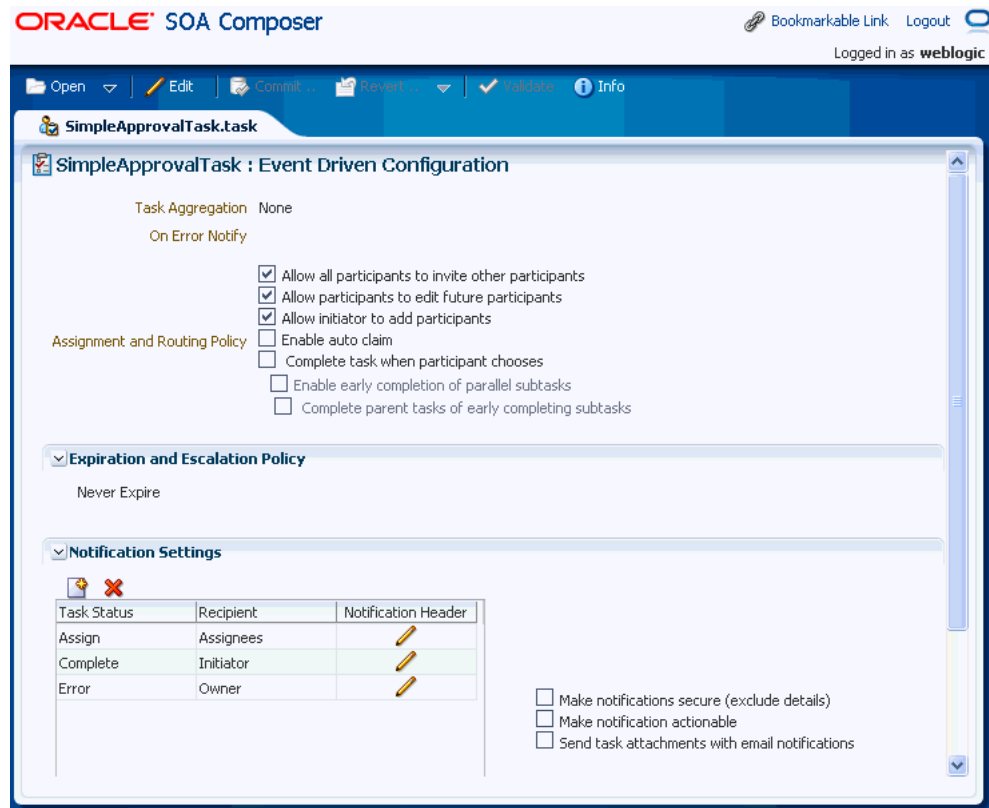 ORACLE SOA Composer
Bookmarkable Link Logout
Logged in as weblogic
Open Edit Commit .. Revert .. Validate Info
SimpleApprovalTask.task
SimpleApprovalTask : Event Driven Configuration
Task Aggregation None
On Error Notify
Allow all participants to invite other participants
Allow participants to edit future participants
Allow initiator to add participants
Assignment and Routing Policy Enable auto claim
Complete task when participant chooses
Enable early completion of parallel subtasks
Complete parent tasks of early completing subtasks
Expiration and Escalation Policy
Never Expire
Notification Settings
Task Status Recipient Notification Header
Assign Assignees
Complete Initiator
Error Owner
Make notifications secure (exclude details)
Make notification actionable
Send task attachments with email notifications